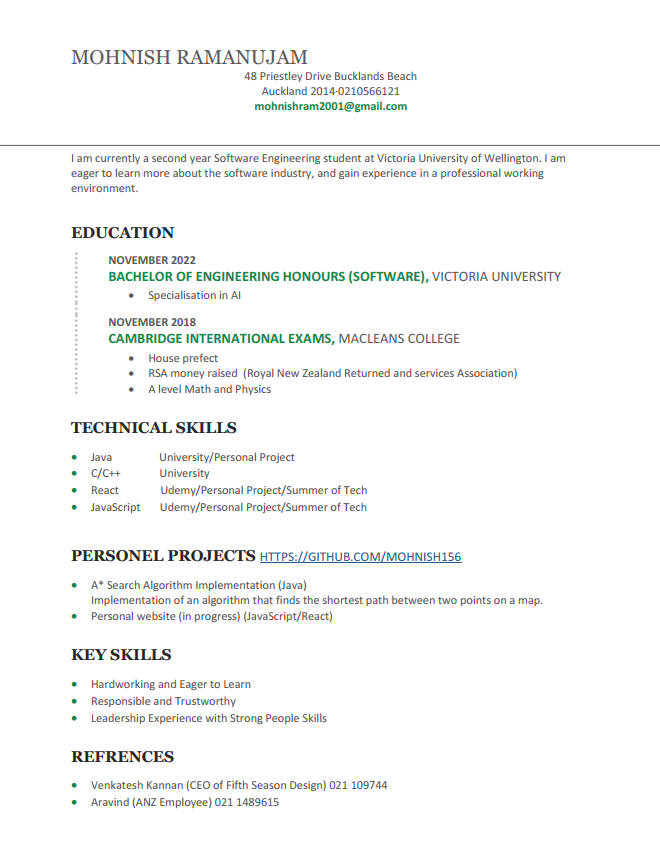 MOHNISH RAMANUJAM
48 Priestley Drive Bucklands Beach
Auckland 2014·0210566121
mohnishram2001@gmail.com
I am currently a second year Software Engineering student at Victoria University of Wellington. I am
eager to learn more about the software industry, and gain experience in a professional working
environment.
EDUCATION
NOVEMBER 2022
BACHELOR OF ENGINEERING HONOURS (SOFTWARE), VICTORIA UNIVERSITY
• Specialisation in AI
NOVEMBER 2018
CAMBRIDGE INTERNATIONAL EXAMS, MACLEANS COLLEGE
• House prefect
• RSA money raised (Royal New Zealand Returned and services Association)
• A level Math and Physics
TECHNICAL SKILLS
• Java University/Personal Project
• C/C++ University
• React Udemy/Personal Project/Summer of Tech
• JavaScript Udemy/Personal Project/Summer of Tech
PERSONEL PROJECTS HTTPS://GITHUB.COM/MOHNISH156
• A* Search Algorithm Implementation (Java)
Implementation of an algorithm that finds the shortest path between two points on a map.
• Personal website (in progress) (JavaScript/React)
KEY SKILLS
• Hardworking and Eager to Learn
• Responsible and Trustworthy
• Leadership Experience with Strong People Skills
REFRENCES
• Venkatesh Kannan (CEO of Fifth Season Design) 021 109744
• Aravind (ANZ Employee) 021 1489615